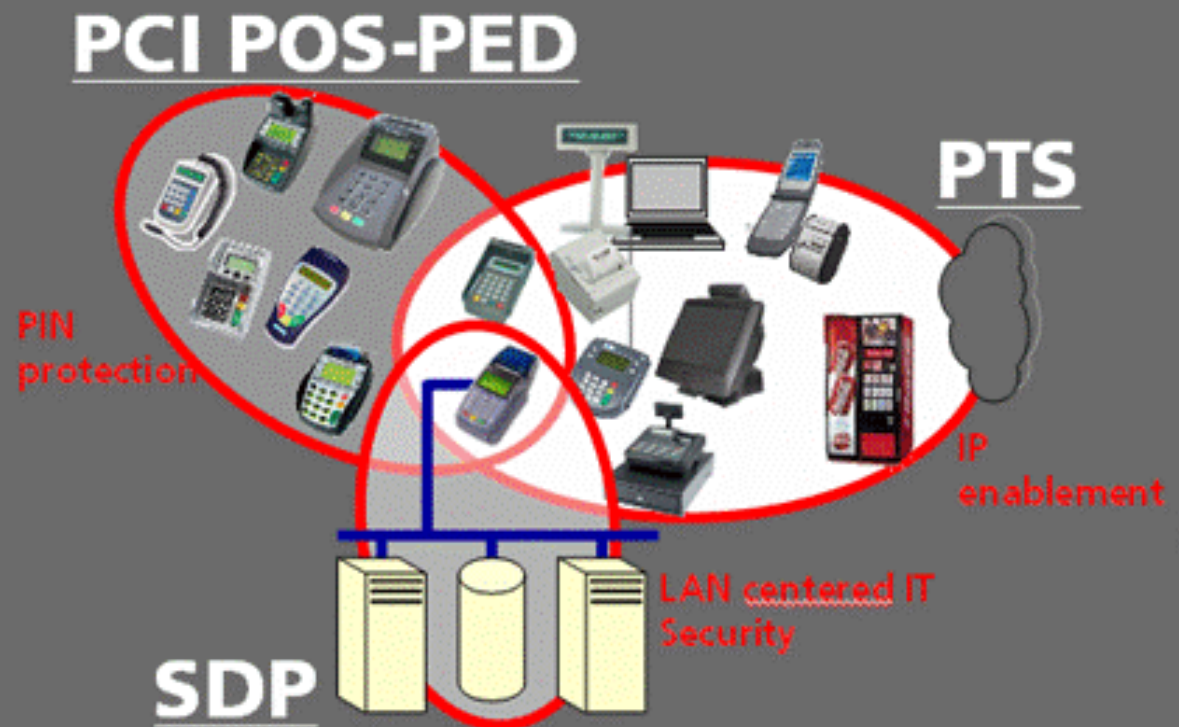 PCI POS-PED
PTS
PIN
protection
IP
enablement
LAN centered IT
Security
SDP